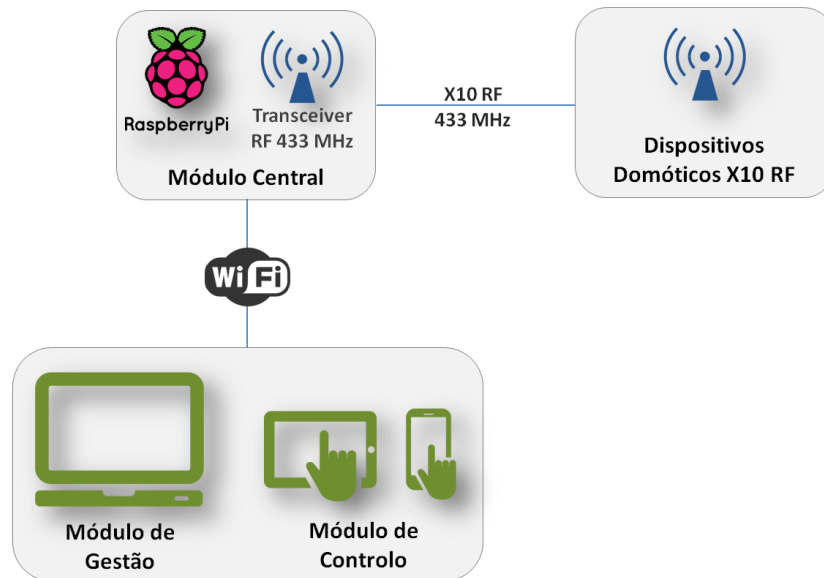 RaspberryPi
Transceiver
RF 433 MHz
Módulo Central
X10 RF
433 MHz
Dispositivos
Domóticos X10 RF
WiFi
Módulo de
Gestão
Módulo de
Controlo